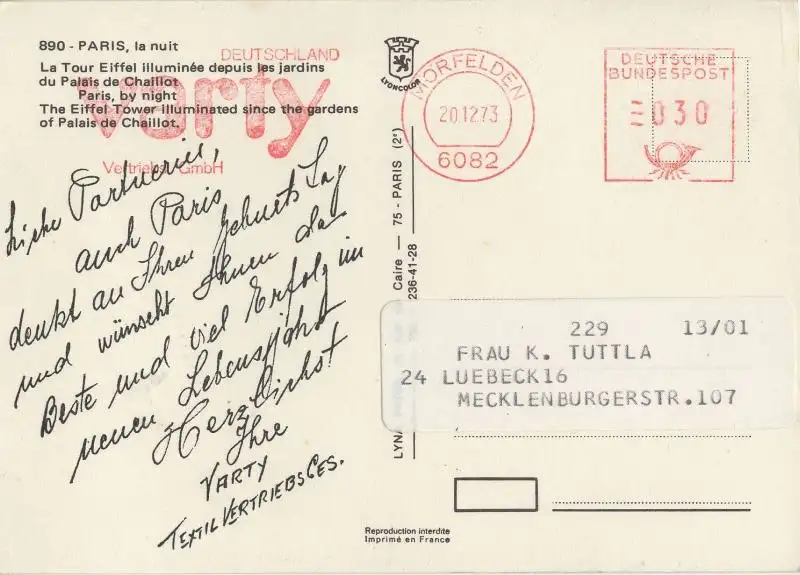 890 - PARIS, la nuit
La Tour Eiffel illuminée depuis les jardins
du Palais de Chaillot
Paris, by night
The Eiffel Tower illuminated since the gardens
of Palais de Chaillot.
DEUTSCHLAND
varty
Vertriebs GmbH
Liebe Partnerin,
auch Paris
denkt an Ihren Geburtstag
und wünscht Ihnen das
Beste und viel Erfolg im
neuen Lebensjahr
Herzlichst
Ihre
VARTY
TEXTILVERTRIEBSGES.
LYONCOLOR
MÖRFELDEN
20.12.73
6082
DEUTSCHE
BUNDESPOST
030
LYNA
Caire — 75 - PARIS (2e)
236-41-28
229 13/01
FRAU K. TUTTLA
24 LUEBECK16
MECKLENBURGERSTR.107
Reproduction interdite
Imprimé en France